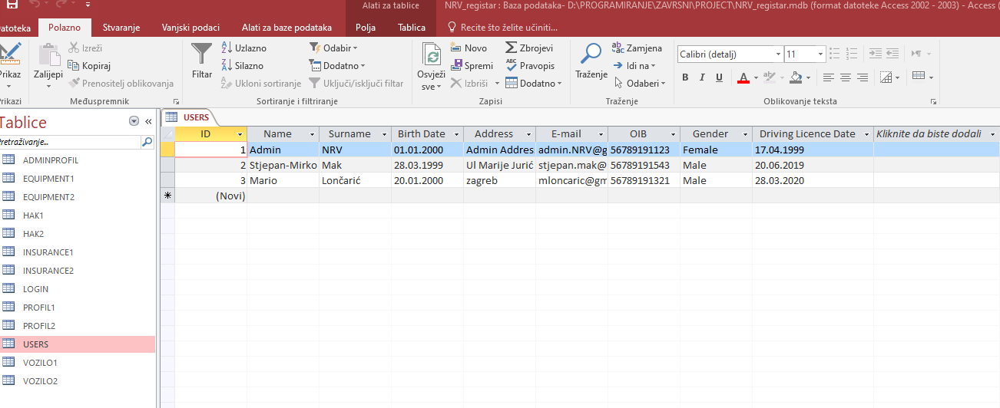 Alati za tablice
NRV_registar : Baza podataka- D:\PROGRAMIRANJE\ZAVRSNI\PROJECT\NRV_registar.mdb (format datoteke Access 2002 - 2003) - Access (
atoteka Polazno Stvaranje Vanjski podaci Alati za baze podataka Polja Tablica Recite što želite učiniti...
Prikaz
Prikazi
Zalijepi
Izreži
Kopiraj
Prenositelj oblikovanja
Međuspremnik
Filtar
Uzlazno
Silazno
Ukloni sortiranje
Odabir
Dodatno
Uključi/isključi filtar
Sortiranje i filtriranje
Osvježi
sve
Novo
Spremi
Izbriši
Zbrojevi
Pravopis
Dodatno
Zapisi
Traženje
Zamjena
Idi na
Odaberi
Traženje
Calibri (detalj) 11
B I U A
Oblikovanje teksta
Tablice
Pretraživanje...
ADMINPROFIL
EQUIPMENT1
EQUIPMENT2
HAK1
HAK2
INSURANCE1
INSURANCE2
LOGIN
PROFIL1
PROFIL2
USERS
VOZILO1
VOZILO2
USERS
ID Name Surname Birth Date Address E-mail OIB Gender Driving Licence Date Kliknite da biste dodali
1 Admin NRV 01.01.2000 Admin Addres admin.NRV@g 56789191123 Female 17.04.1999
2 Stjepan-Mirko Mak 28.03.1999 Ul Marije Jurić stjepan.mak@ 56789191543 Male 20.06.2019
3 Mario Lončarić 20.01.2000 zagreb mloncaric@gm 56789191321 Male 28.03.2020
(Novi)